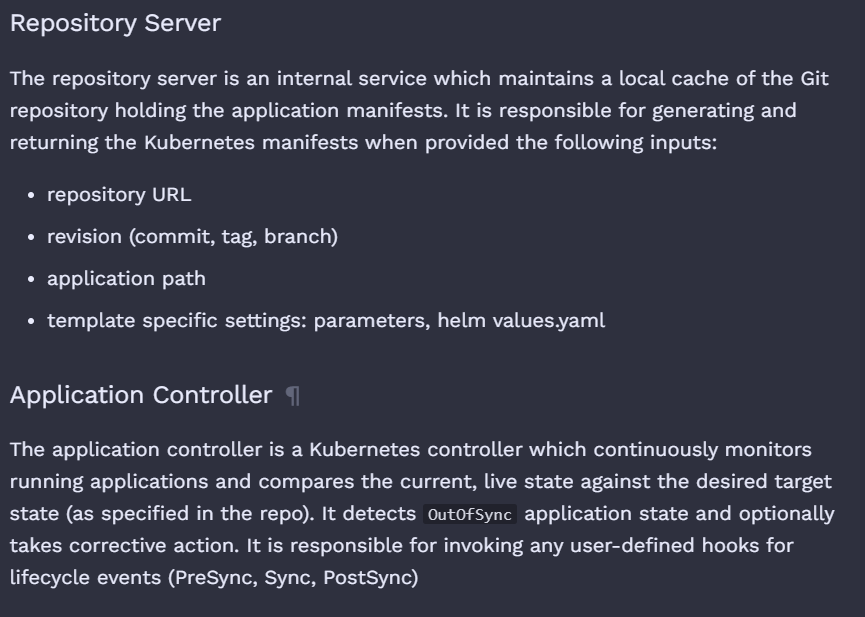 Repository Server
The repository server is an internal service which maintains a local cache of the Git
repository holding the application manifests. It is responsible for generating and
returning the Kubernetes manifests when provided the following inputs:
• repository URL
• revision (commit, tag, branch)
• application path
• template specific settings: parameters, helm values.yaml
Application Controller ¶
The application controller is a Kubernetes controller which continuously monitors
running applications and compares the current, live state against the desired target
state (as specified in the repo). It detects OutOfSync application state and optionally
takes corrective action. It is responsible for invoking any user-defined hooks for
lifecycle events (PreSync, Sync, PostSync)